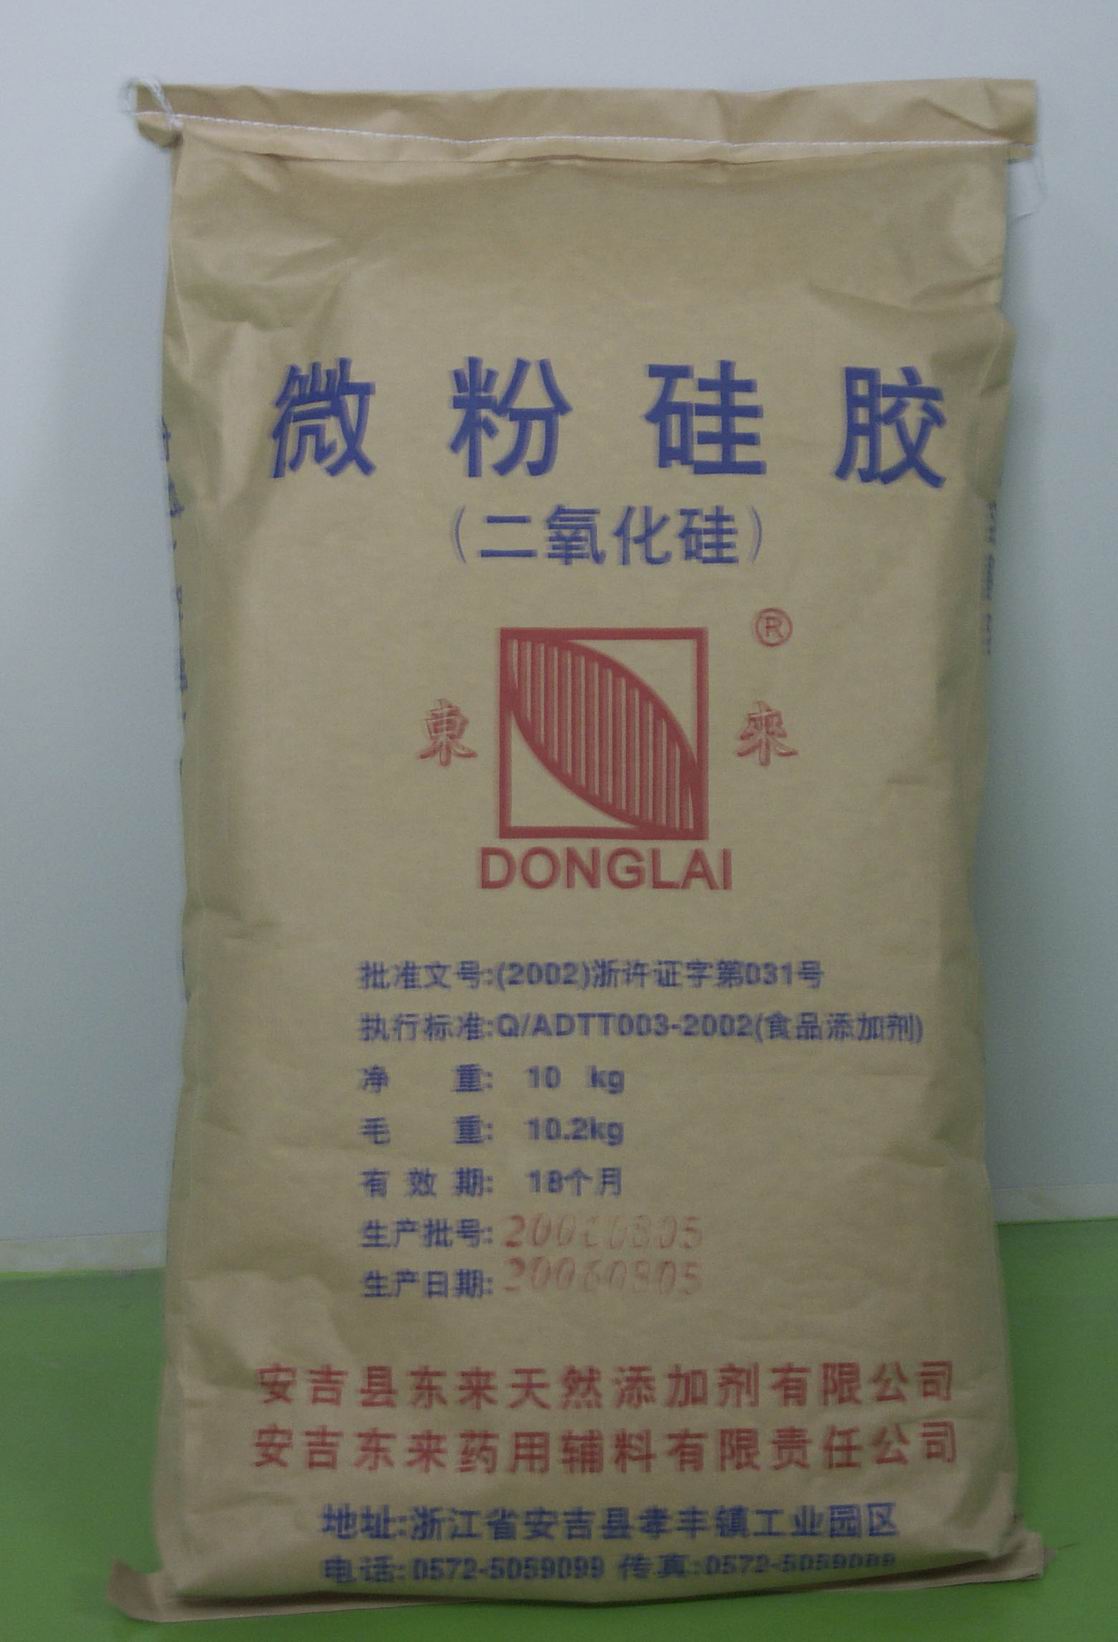 微粉硅胶
(二氧化硅)
®
東 來
DONGLAI
批准文号:(2002)浙许证字第031号
执行标准:Q/ADTT003-2002(食品添加剂)
净 重: 10 kg
毛 重: 10.2kg
有效期: 18个月
生产批号: 20060805
生产日期: 20060805
安吉县东来天然添加剂有限公司
安吉东来药用辅料有限责任公司
地址:浙江省安吉县孝丰镇工业园区
电话:0572-5059099 传真:0572-5059089